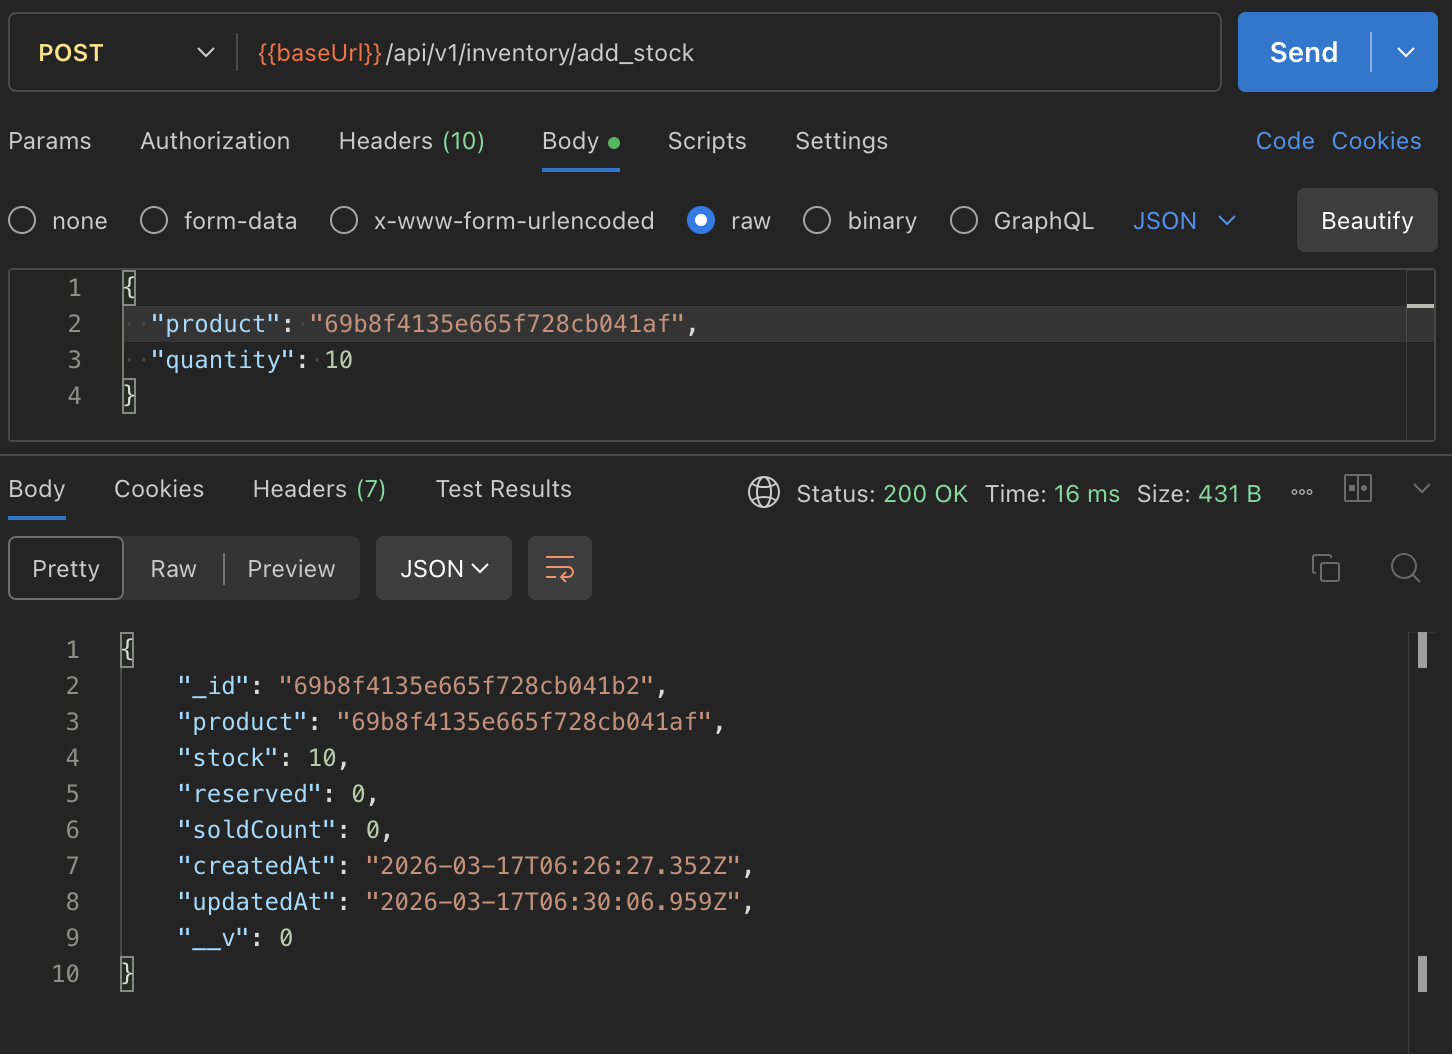 POST {{baseUrl}}/api/v1/inventory/add_stock Send
Params Authorization Headers (10) Body Scripts Settings Code Cookies
none form-data x-www-form-urlencoded raw binary GraphQL JSON Beautify
1 {
2 "product": "69b8f4135e665f728cb041af",
3 "quantity": 10
4 }
Body Cookies Headers (7) Test Results Status: 200 OK Time: 16 ms Size: 431 B
Pretty Raw Preview JSON
1 {
2 "_id": "69b8f4135e665f728cb041b2",
3 "product": "69b8f4135e665f728cb041af",
4 "stock": 10,
5 "reserved": 0,
6 "soldCount": 0,
7 "createdAt": "2026-03-17T06:26:27.352Z",
8 "updatedAt": "2026-03-17T06:30:06.959Z",
9 "__v": 0
10 }